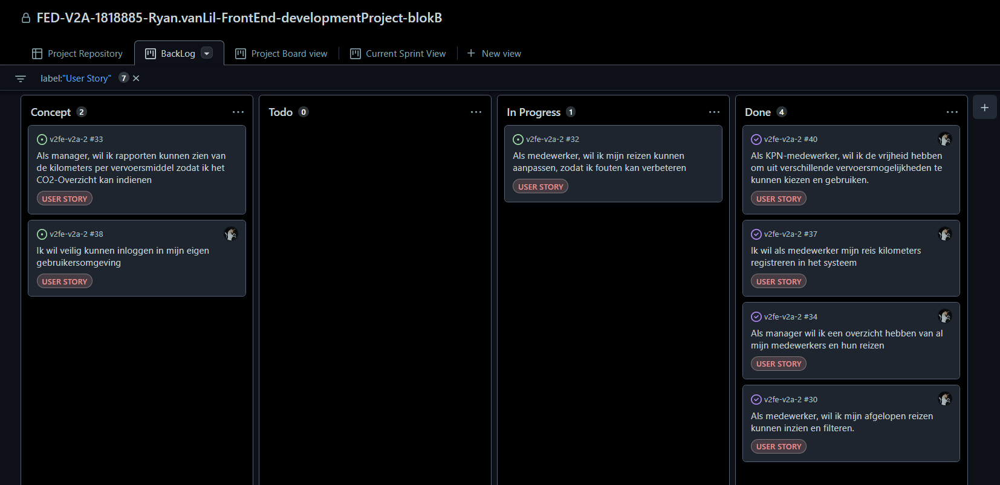 FED-V2A-1818885-Ryan.vanLil-FrontEnd-developmentProject-blokB
Project Repository
BackLog
Project Board view
Current Sprint View
New view
label:"User Story" 7
Concept 2
v2fe-v2a-2 #33
Als manager, wil ik rapporten kunnen zien van
de kilometers per vervoersmiddel zodat ik het
CO2-Overzicht kan indienen
USER STORY
v2fe-v2a-2 #38
Ik wil veilig kunnen inloggen in mijn eigen
gebruikersomgeving
USER STORY
Todo 0
In Progress 1
v2fe-v2a-2 #32
Als medewerker, wil ik mijn reizen kunnen
aanpassen, zodat ik fouten kan verbeteren
USER STORY
Done 4
v2fe-v2a-2 #40
Als KPN-medewerker, wil ik de vrijheid hebben
om uit verschillende vervoersmogelijkheden te
kunnen kiezen en gebruiken.
USER STORY
v2fe-v2a-2 #37
Ik wil als medewerker mijn reis kilometers
registreren in het systeem
USER STORY
v2fe-v2a-2 #34
Als manager wil ik een overzicht hebben van al
mijn medewerkers en hun reizen
USER STORY
v2fe-v2a-2 #30
Als medewerker, wil ik mijn afgelopen reizen
kunnen inzien en filteren.
USER STORY